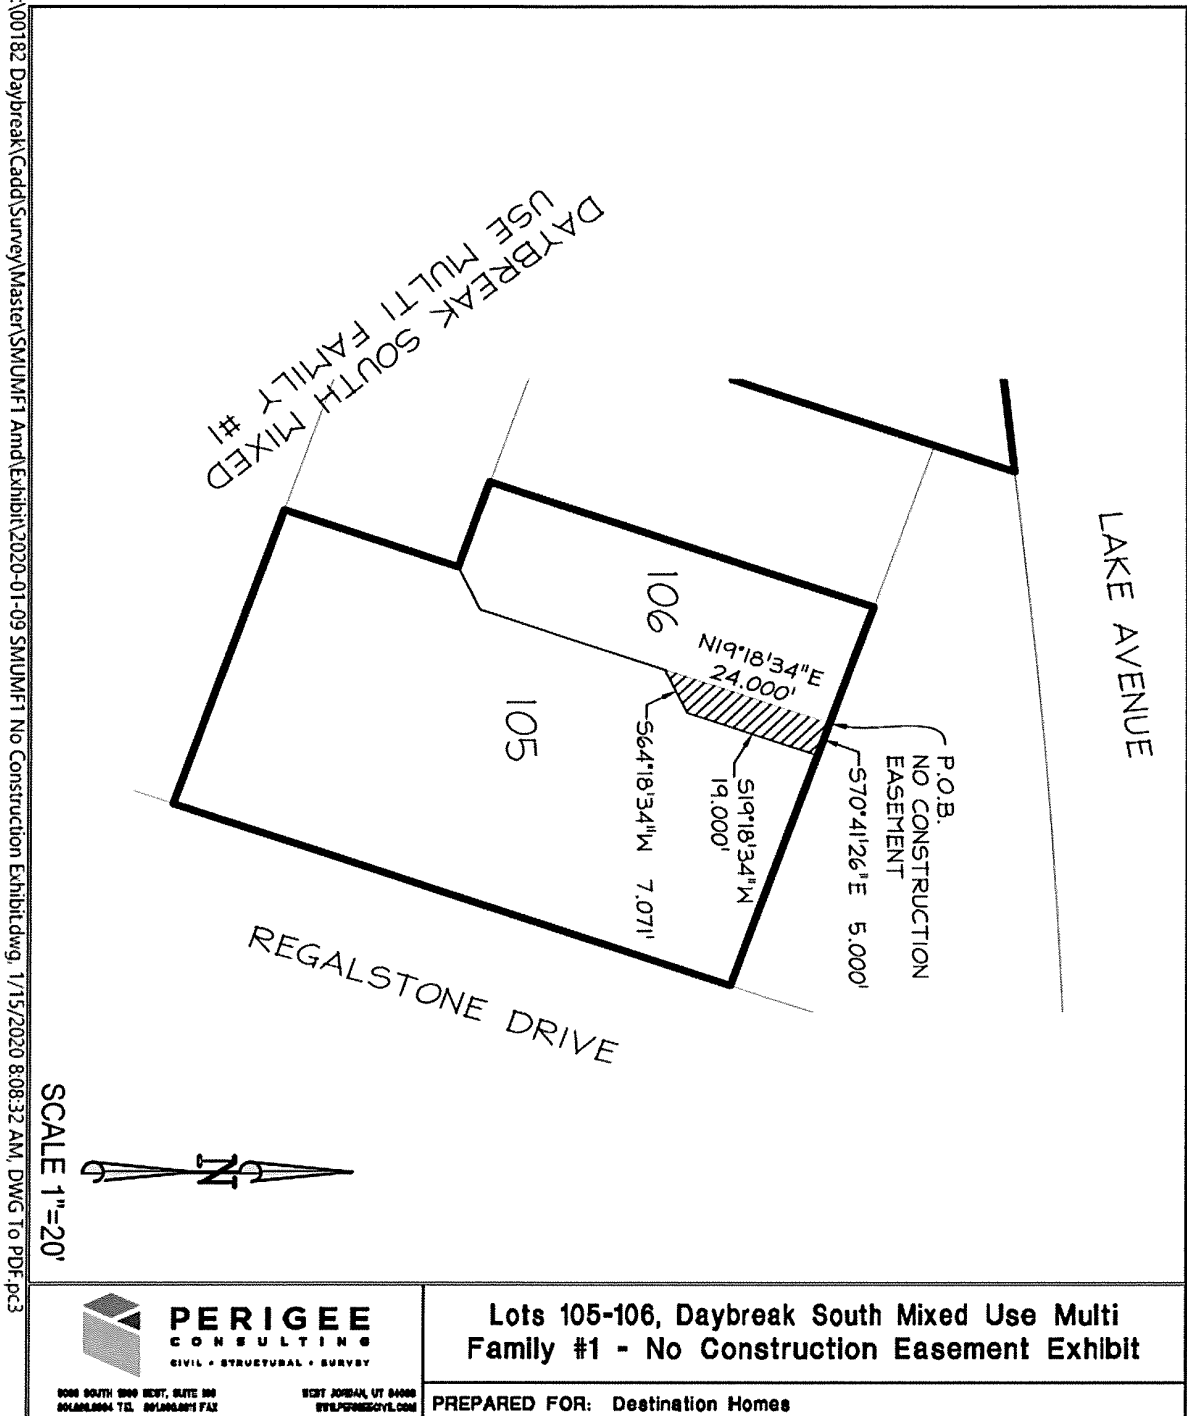 LAKE AVENUE
P.O.B.
NO CONSTRUCTION
EASEMENT
S70°41'26"E 5.000'
N19°18'34"E
24.000'
S19°18'34"W
19.000'
S64°18'34"W 7.071'
106
105
DAYBREAK SOUTH MIXED
USE MULTI FAMILY #1
REGALSTONE DRIVE
N
SCALE 1"=20'
:\00182 Daybreak\Cadd\Survey\Master\SMUMF1 Amd\Exhibit\2020-01-09 SMUMF1 No Construction Exhibit.dwg, 1/15/2020 8:08:32 AM, DWG To PDF.pc3
PERIGEE
CONSULTING
CIVIL • STRUCTURAL • SURVEY
WEST JORDAN, UT
Lots 105-106, Daybreak South Mixed Use Multi
Family #1 - No Construction Easement Exhibit
PREPARED FOR: Destination Homes